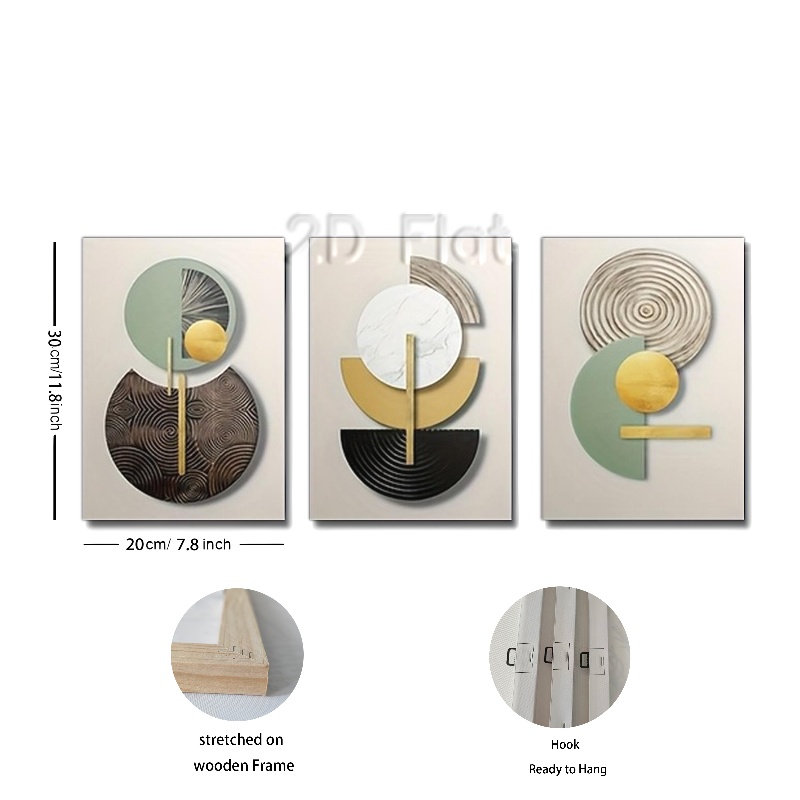 2D Flat
30cm/11.8inch
20cm/ 7.8 inch
stretched on
wooden Frame
Hook
Ready to Hang